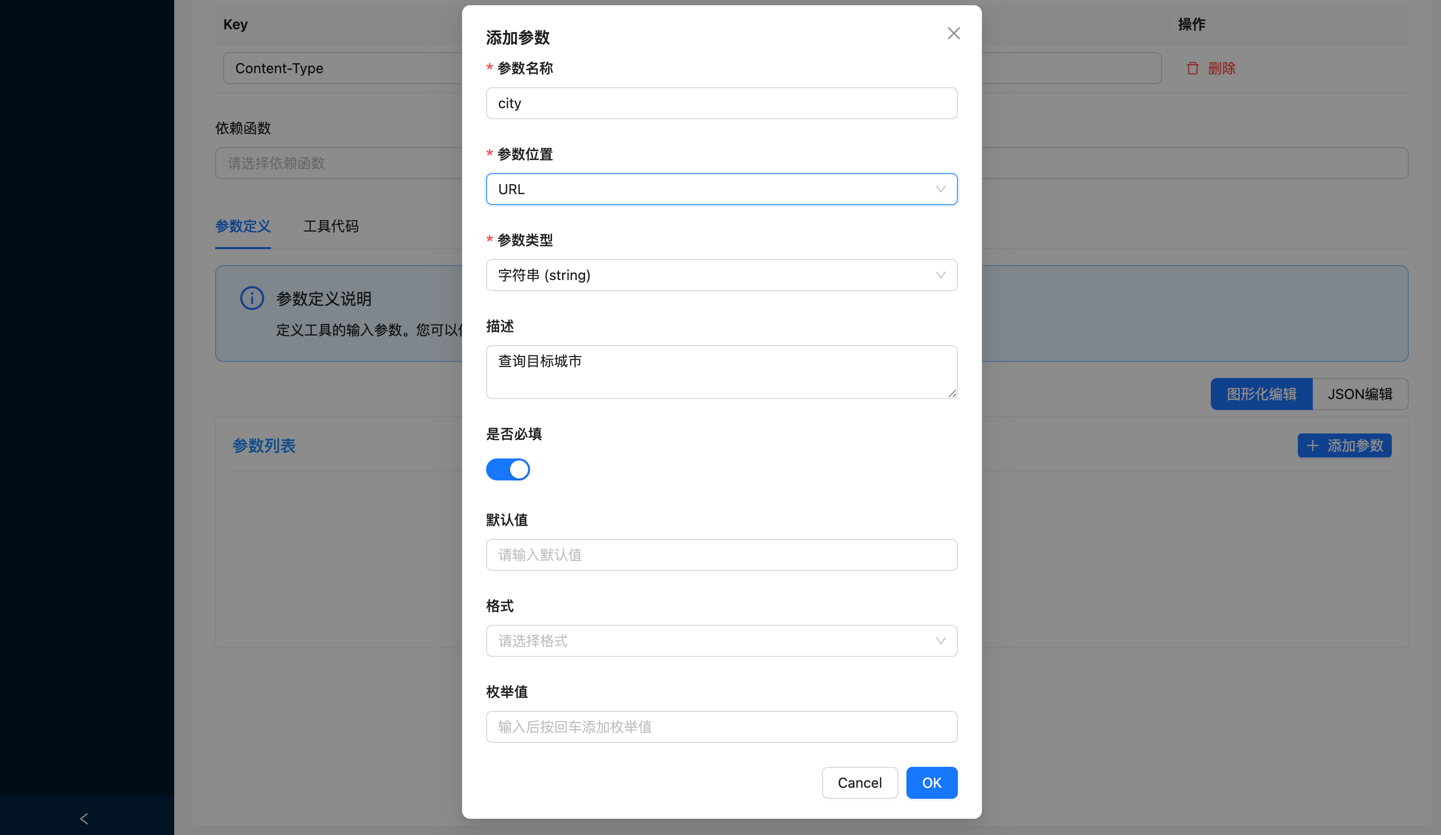 Key
操作
Content-Type
删除
依赖函数
请选择依赖函数
参数定义
工具代码
参数定义说明
定义工具的输入参数。您可以
图形化编辑
JSON编辑
参数列表
添加参数
添加参数
* 参数名称
city
* 参数位置
URL
* 参数类型
字符串 (string)
描述
查询目标城市
是否必填
默认值
请输入默认值
格式
请选择格式
枚举值
输入后按回车添加枚举值
Cancel
OK